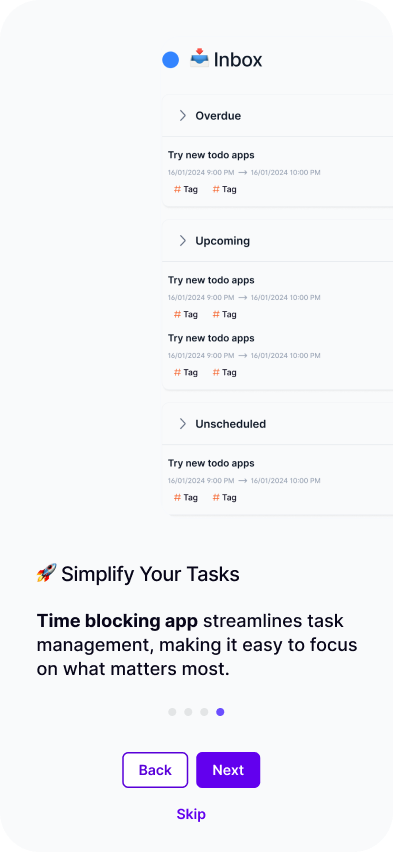 Inbox
Overdue
Try new todo apps
16/01/2024 9:00 PM → 16/01/2024 10:00 PM
# Tag # Tag
Upcoming
Try new todo apps
16/01/2024 9:00 PM → 16/01/2024 10:00 PM
# Tag # Tag
Try new todo apps
16/01/2024 9:00 PM → 16/01/2024 10:00 PM
# Tag # Tag
Unscheduled
Try new todo apps
16/01/2024 9:00 PM → 16/01/2024 10:00 PM
# Tag # Tag
🚀 Simplify Your Tasks
Time blocking app streamlines task
management, making it easy to focus
on what matters most.
Back Next
Skip